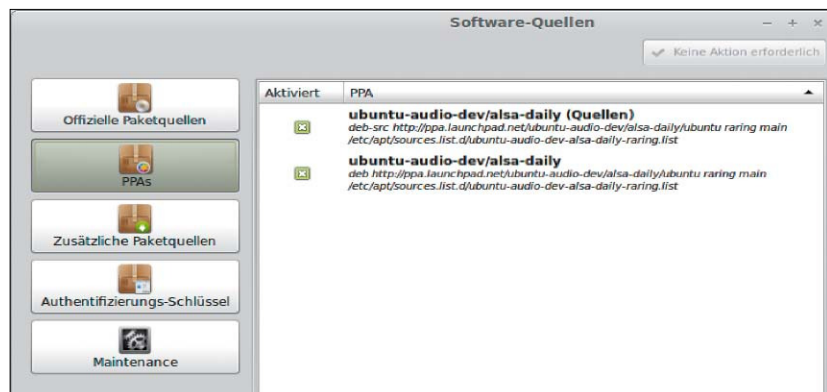 Software-Quellen
Keine Aktion erforderlich
Offizielle Paketquellen
PPAs
Zusätzliche Paketquellen
Authentifizierungs-Schlüssel
Maintenance
Aktiviert PPA
ubuntu-audio-dev/alsa-daily (Quellen)
deb-src http://ppa.launchpad.net/ubuntu-audio-dev/alsa-daily/ubuntu raring main
/etc/apt/sources.list.d/ubuntu-audio-dev-alsa-daily-raring.list
ubuntu-audio-dev/alsa-daily
deb http://ppa.launchpad.net/ubuntu-audio-dev/alsa-daily/ubuntu raring main
/etc/apt/sources.list.d/ubuntu-audio-dev-alsa-daily-raring.list